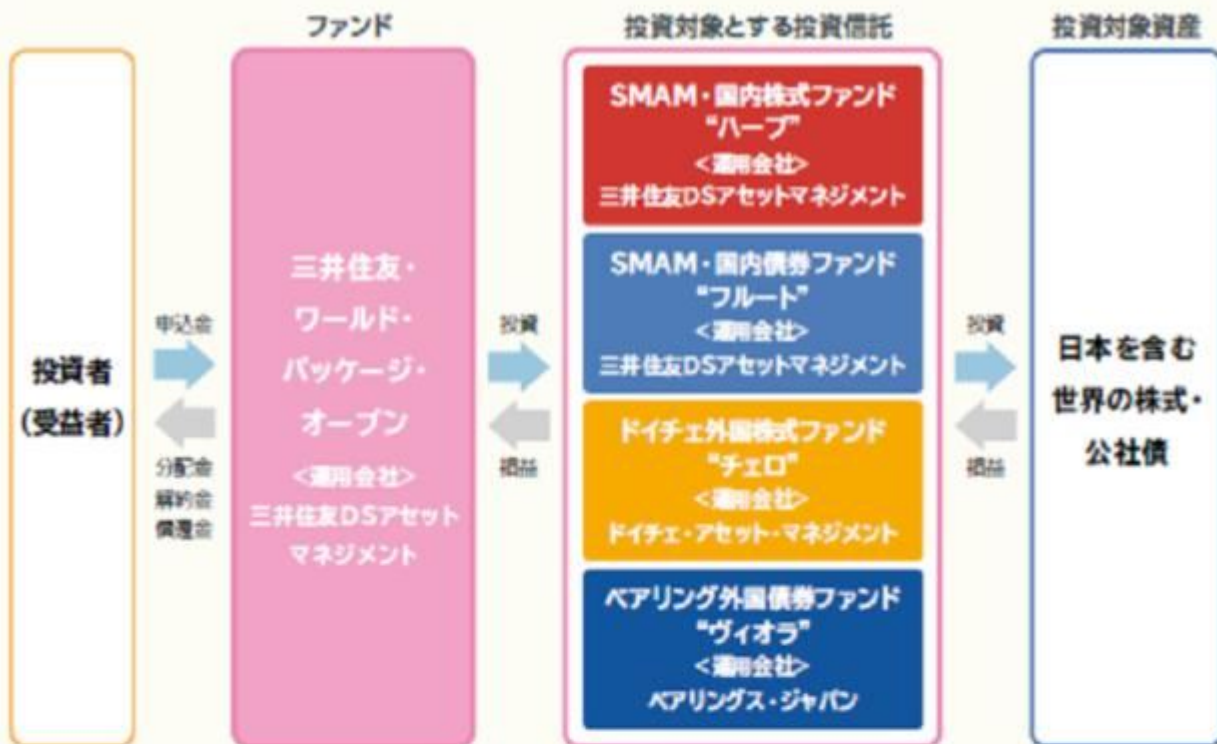 ファンド
投資対象とする投資信託
投資対象資産
投資者
(受益者)
申込金
分配金
解約金
償還金
三井住友・
ワールド・
パッケージ・
オープン
<運用会社>
三井住友DSアセット
マネジメント
投資
損益
SMAM・国内株式ファンド
“ハープ”
<運用会社>
三井住友DSアセットマネジメント
SMAM・国内債券ファンド
“フルート”
<運用会社>
三井住友DSアセットマネジメント
ドイチェ外国株式ファンド
“チェロ”
<運用会社>
ドイチェ・アセット・マネジメント
ベアリング外国債券ファンド
“ヴィオラ”
<運用会社>
ベアリングス・ジャパン
投資
損益
日本を含む
世界の株式・
公社債